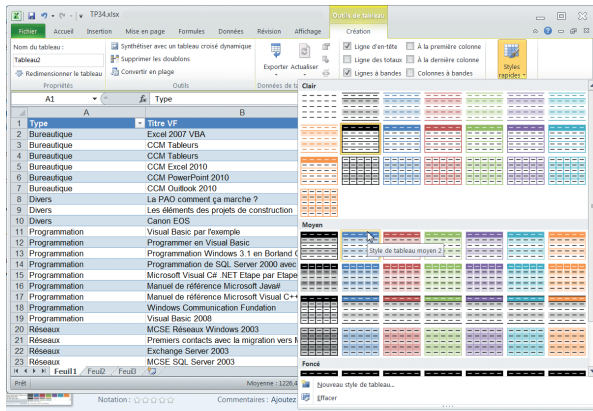 TP34.xlsx
Outils de tableau
Fichier Accueil Insertion Mise en page Formules Données Révision Affichage Création
Nom du tableau :
Tableau2
Redimensionner le tableau
Propriétés
Synthétiser avec un tableau croisé dynamique
Supprimer les doublons
Convertir en plage
Outils
Exporter Actualiser
Données de ta
Ligne d'en-tête
Ligne des totaux
Lignes à bandes
À la première colonne
À la dernière colonne
Colonnes à bandes
Styles
rapides
A1 fx Type
A B
1 Type Titre VF
2 Bureautique Excel 2007 VBA
3 Bureautique CCM Tableurs
4 Bureautique CCM Tableurs
5 Bureautique CCM Excel 2010
6 Bureautique CCM PowerPoint 2010
7 Bureautique CCM Outllook 2010
8 Divers La PAO comment ça marche ?
9 Divers Les éléments des projets de construction
10 Divers Canon EOS
11 Programmation Visual Basic par l'exemple
12 Programmation Programmer en Visual Basic
13 Programmation Programmation Windows 3.1 en Borland C
14 Programmation Programmation de SQL Server 2000 avec
15 Programmation Microsoft Visual C# .NET Etape par Etape
16 Programmation Manuel de référence Microsoft Java#
17 Programmation Manuel de référence Microsoft Visual C++
18 Programmation Windows Communication Fundation
19 Programmation Visual Basic 2008
20 Réseaux MCSE Réseaux Windows 2003
21 Réseaux Premiers contacts avec la migration vers M
22 Réseaux Exchange Server 2003
23 Réseaux MCSE SQL Server 2003
Feuil1 Feuil2 Feuil3
Prêt Moyenne : 1226,4
Clair
Moyen
Style de tableau moyen 2
Foncé
Nouveau style de tableau...
Effacer
Notation : Commentaires : Ajoutez